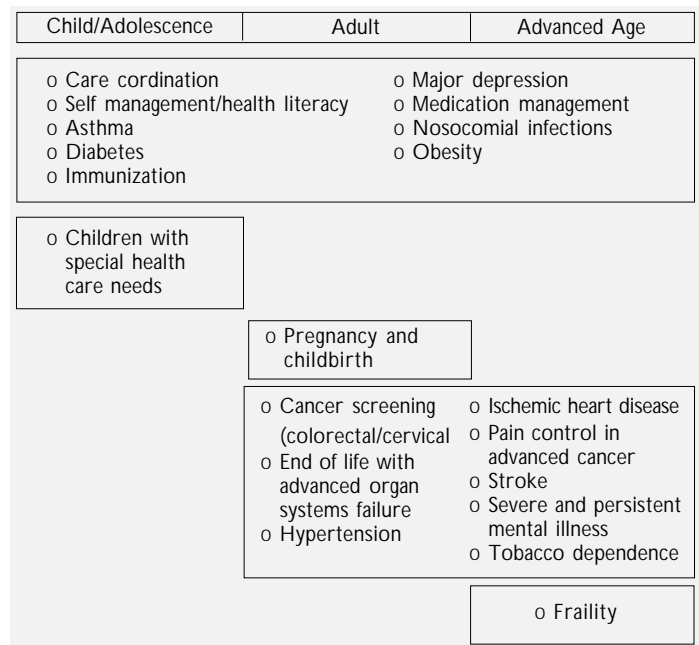 Child/Adolescence Adult Advanced Age
o Care cordination
o Self management/health literacy
o Asthma
o Diabetes
o Immunization
o Major depression
o Medication management
o Nosocomial infections
o Obesity
o Children with
special health
care needs
o Pregnancy and
childbirth
o Cancer screening
(colorectal/cervical
o End of life with
advanced organ
systems failure
o Hypertension
o Ischemic heart disease
o Pain control in
advanced cancer
o Stroke
o Severe and persistent
mental illness
o Tobacco dependence
o Fraility